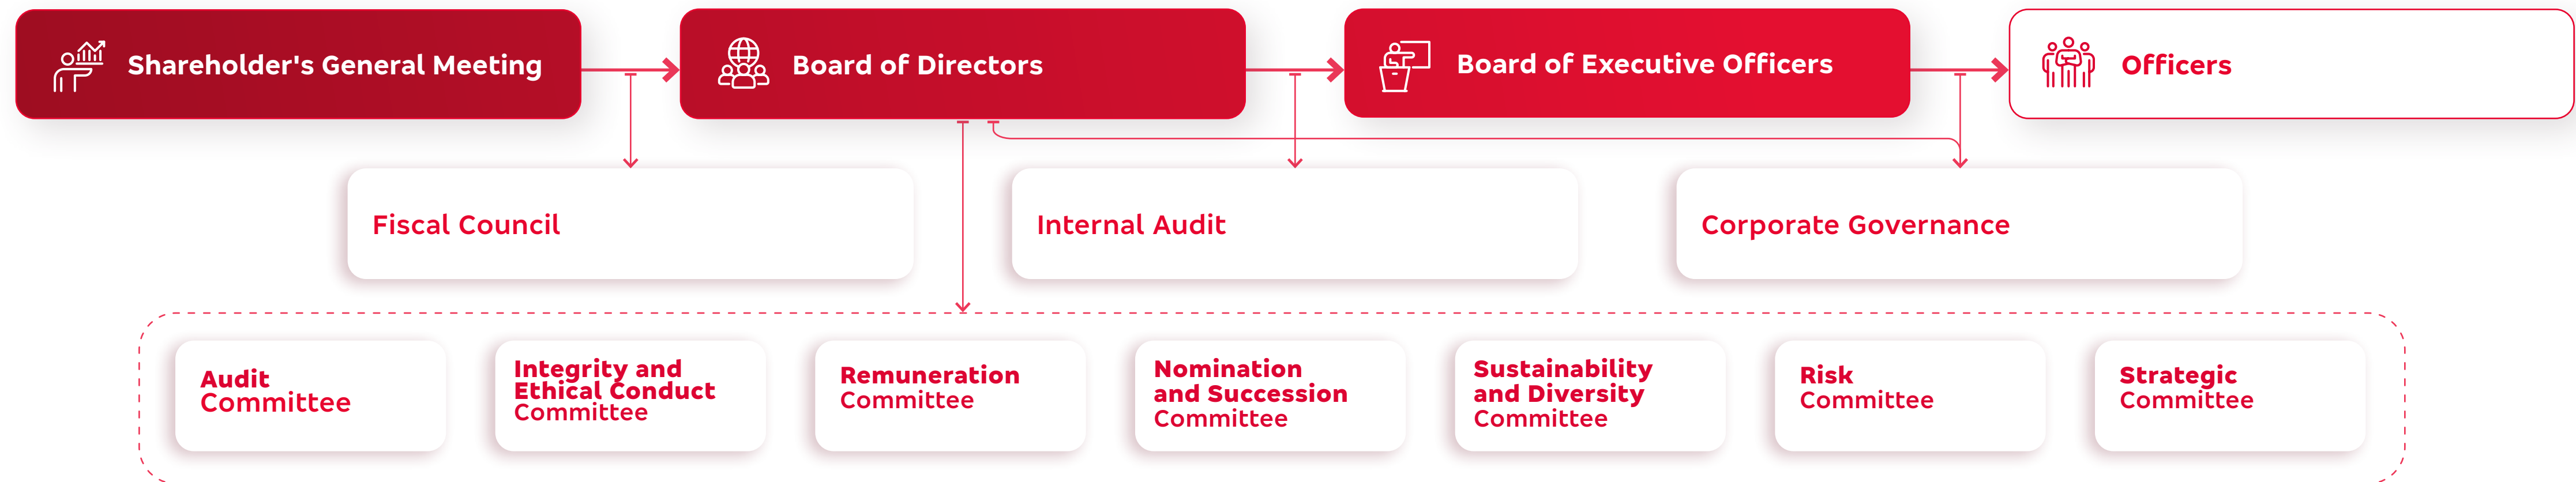 Shareholder's General Meeting
Board of Directors
Board of Executive Officers
Officers
Fiscal Council
Internal Audit
Corporate Governance
Audit
Committee
Integrity and
Ethical Conduct
Committee
Remuneration
Committee
Nomination
and Succession
Committee
Sustainability
and Diversity
Committee
Risk
Committee
Strategic
Committee